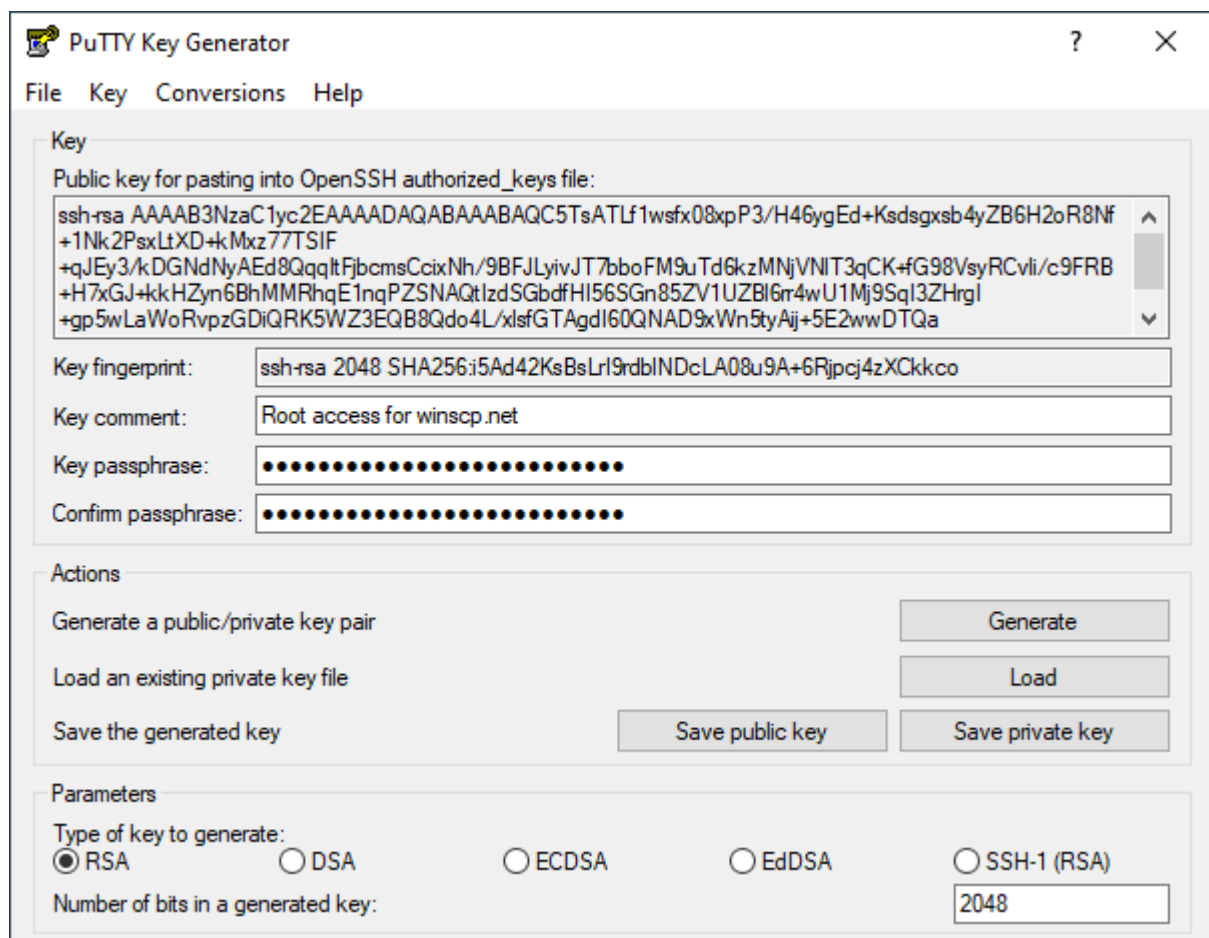 PuTTY Key Generator
?
File Key Conversions Help
Key
Public key for pasting into OpenSSH authorized_keys file:
ssh-rsa AAAAB3NzaC1yc2EAAAADAQABAAABAQC5TsATLf1wsfx08xpP3/H46ygEd+Ksdsgxsb4yZB6H2oR8Nf
+1Nk2PsxLtXD+kMxz77TSIF
+qJEy3/kDGNdNyAEd8QqqItFjbcmsCcixNh/9BFJLyivJT7bboFM9uTd6kzMNjVNIT3qCK+fG98VsyRCvli/c9FRB
+H7xGJ+kkHZyn6BhMMRhqE1nqPZSNAQtIzdSGbdfHI56SGn85ZV1UZBl6rr4wU1Mj9SqI3ZHrgI
+gp5wLaWoRvpzGDiQRK5WZ3EQB8Qdo4L/xlsfGTAgdI60QNAD9xWn5tyAij+5E2wwDTQa
Key fingerprint: ssh-rsa 2048 SHA256:i5Ad42KsBsLrl9rdblNDcLA08u9A+6Rjpcj4zXCkkco
Key comment: Root access for winscp.net
Key passphrase:
Confirm passphrase:
Actions
Generate a public/private key pair Generate
Load an existing private key file Load
Save the generated key Save public key Save private key
Parameters
Type of key to generate:
RSA DSA ECDSA EdDSA SSH-1 (RSA)
Number of bits in a generated key: 2048